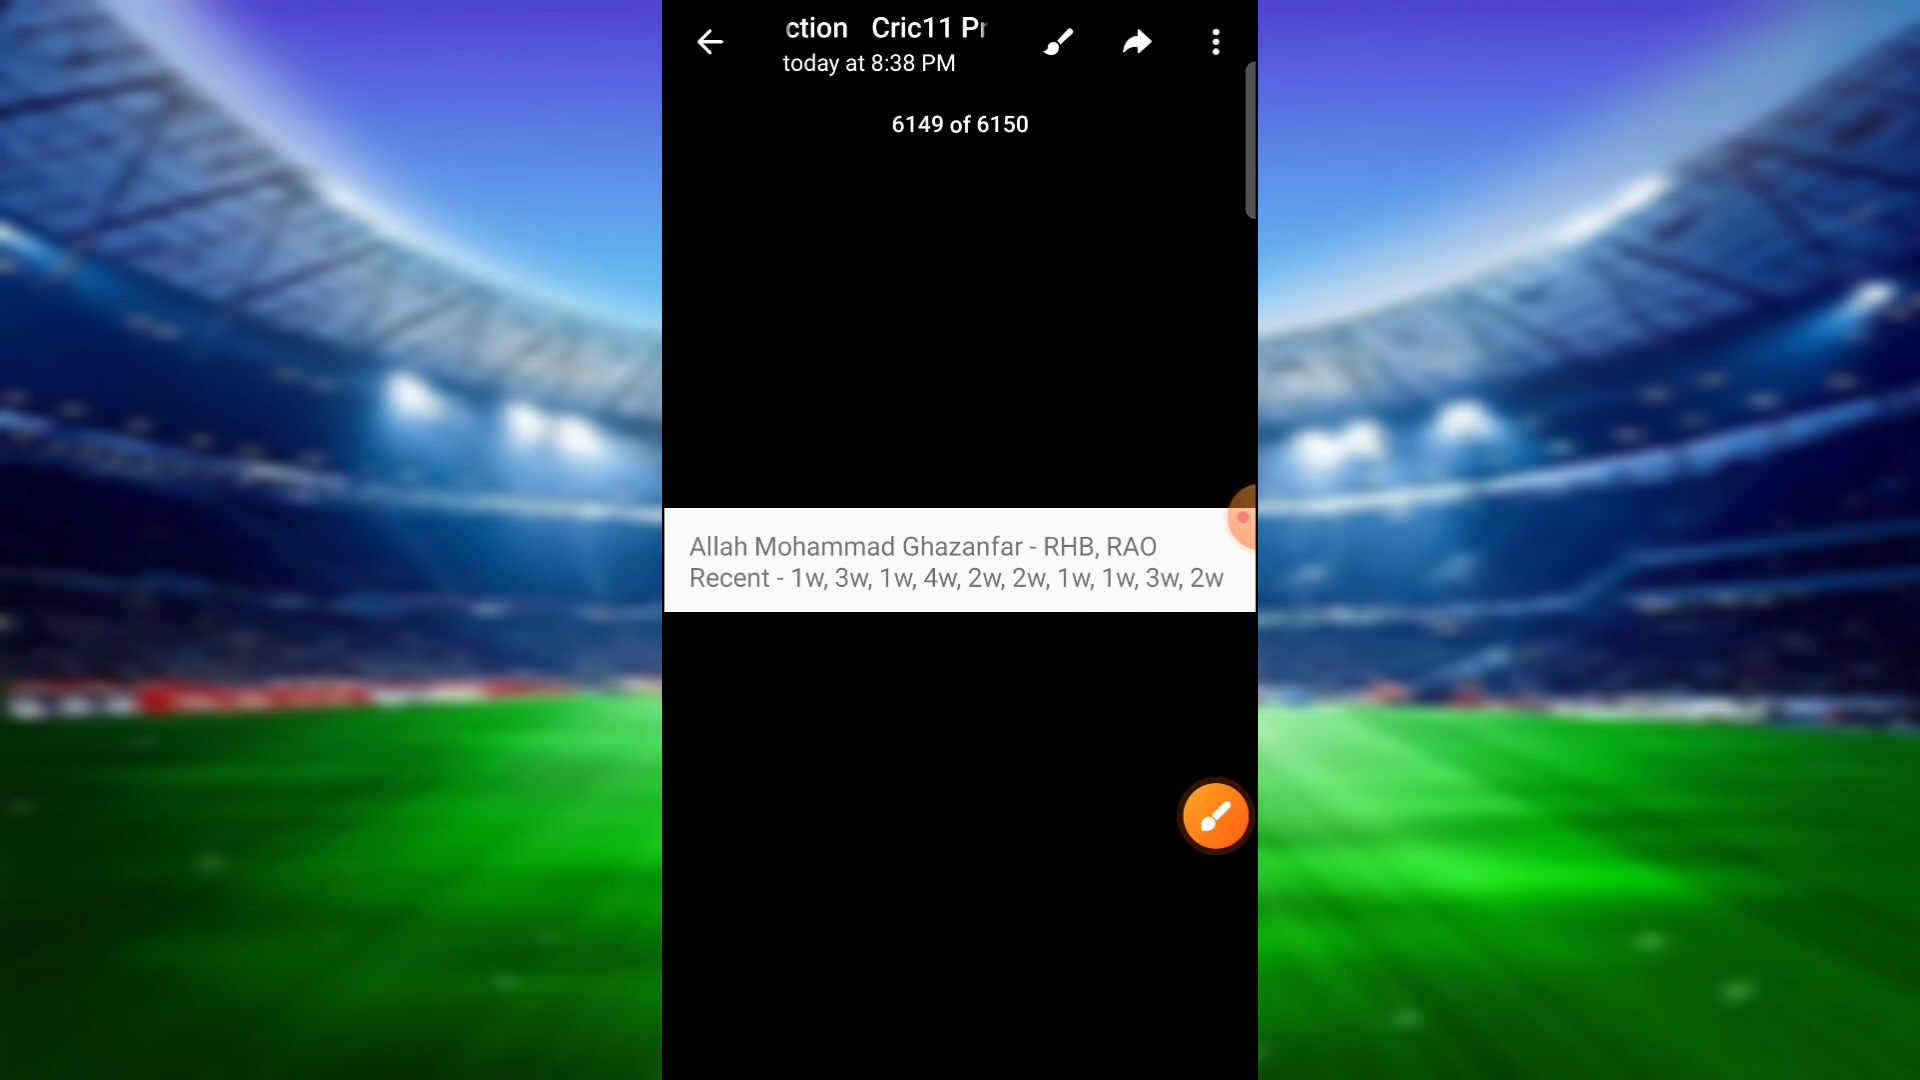 ction Cric11 Pr
today at 8:38 PM
6149 of 6150
Allah Mohammad Ghazanfar - RHB, RAO
Recent - 1w, 3w, 1w, 4w, 2w, 2w, 1w, 1w, 3w, 2w